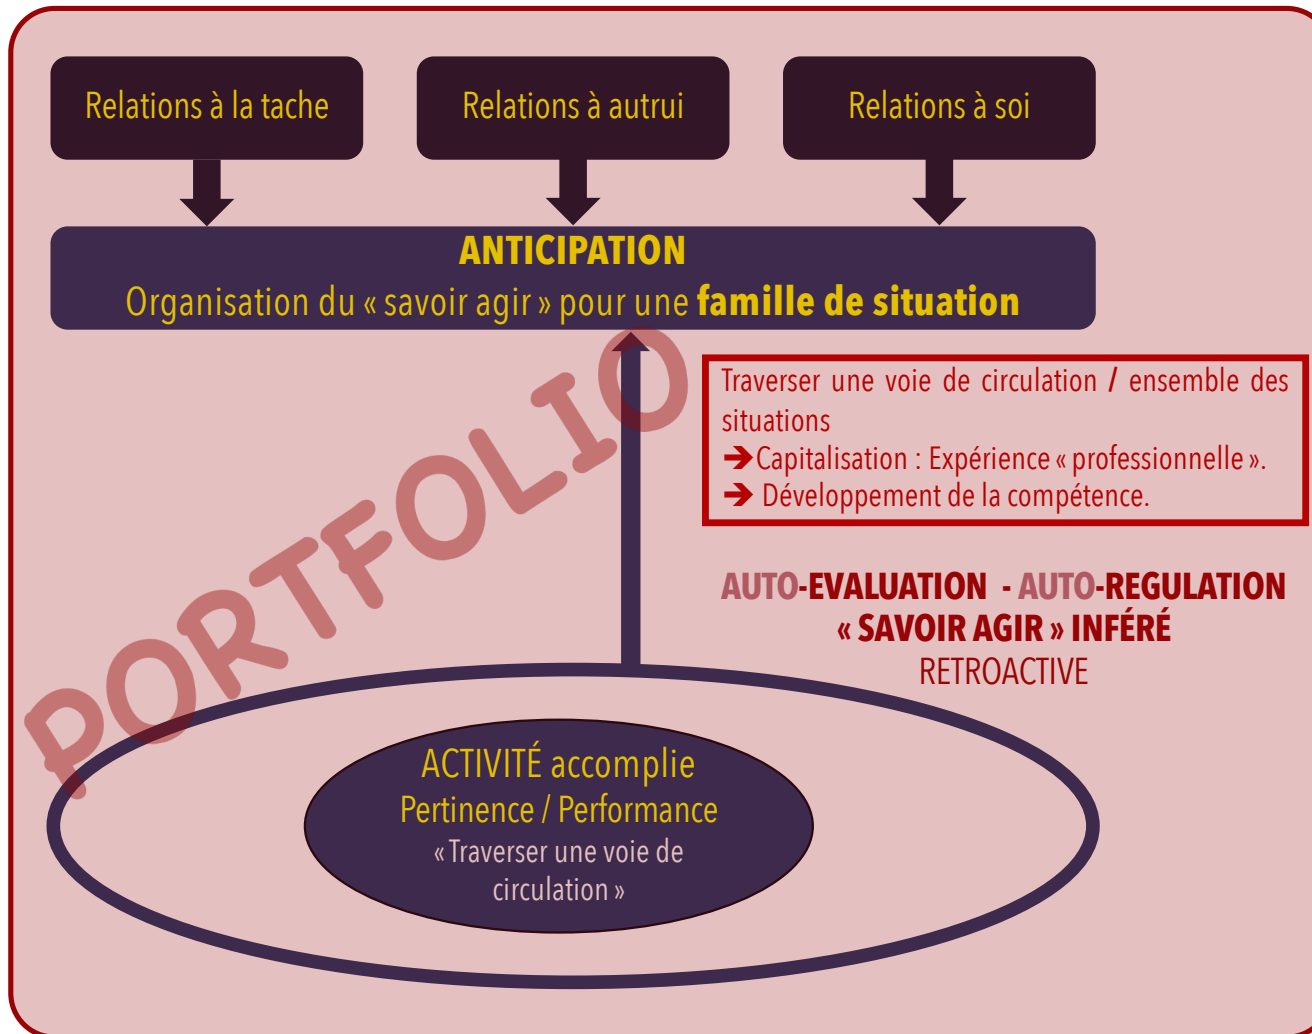 Relations à la tache
Relations à autrui
Relations à soi
ANTICIPATION
Organisation du « savoir agir » pour une famille de situation
Traverser une voie de circulation / ensemble des
situations
➔Capitalisation : Expérience « professionnelle ».
➔ Développement de la compétence.
PORTFOLIO
AUTO-EVALUATION - AUTO-REGULATION
« SAVOIR AGIR » INFÉRÉ
RETROACTIVE
ACTIVITÉ accomplie
Pertinence / Performance
« Traverser une voie de
circulation »